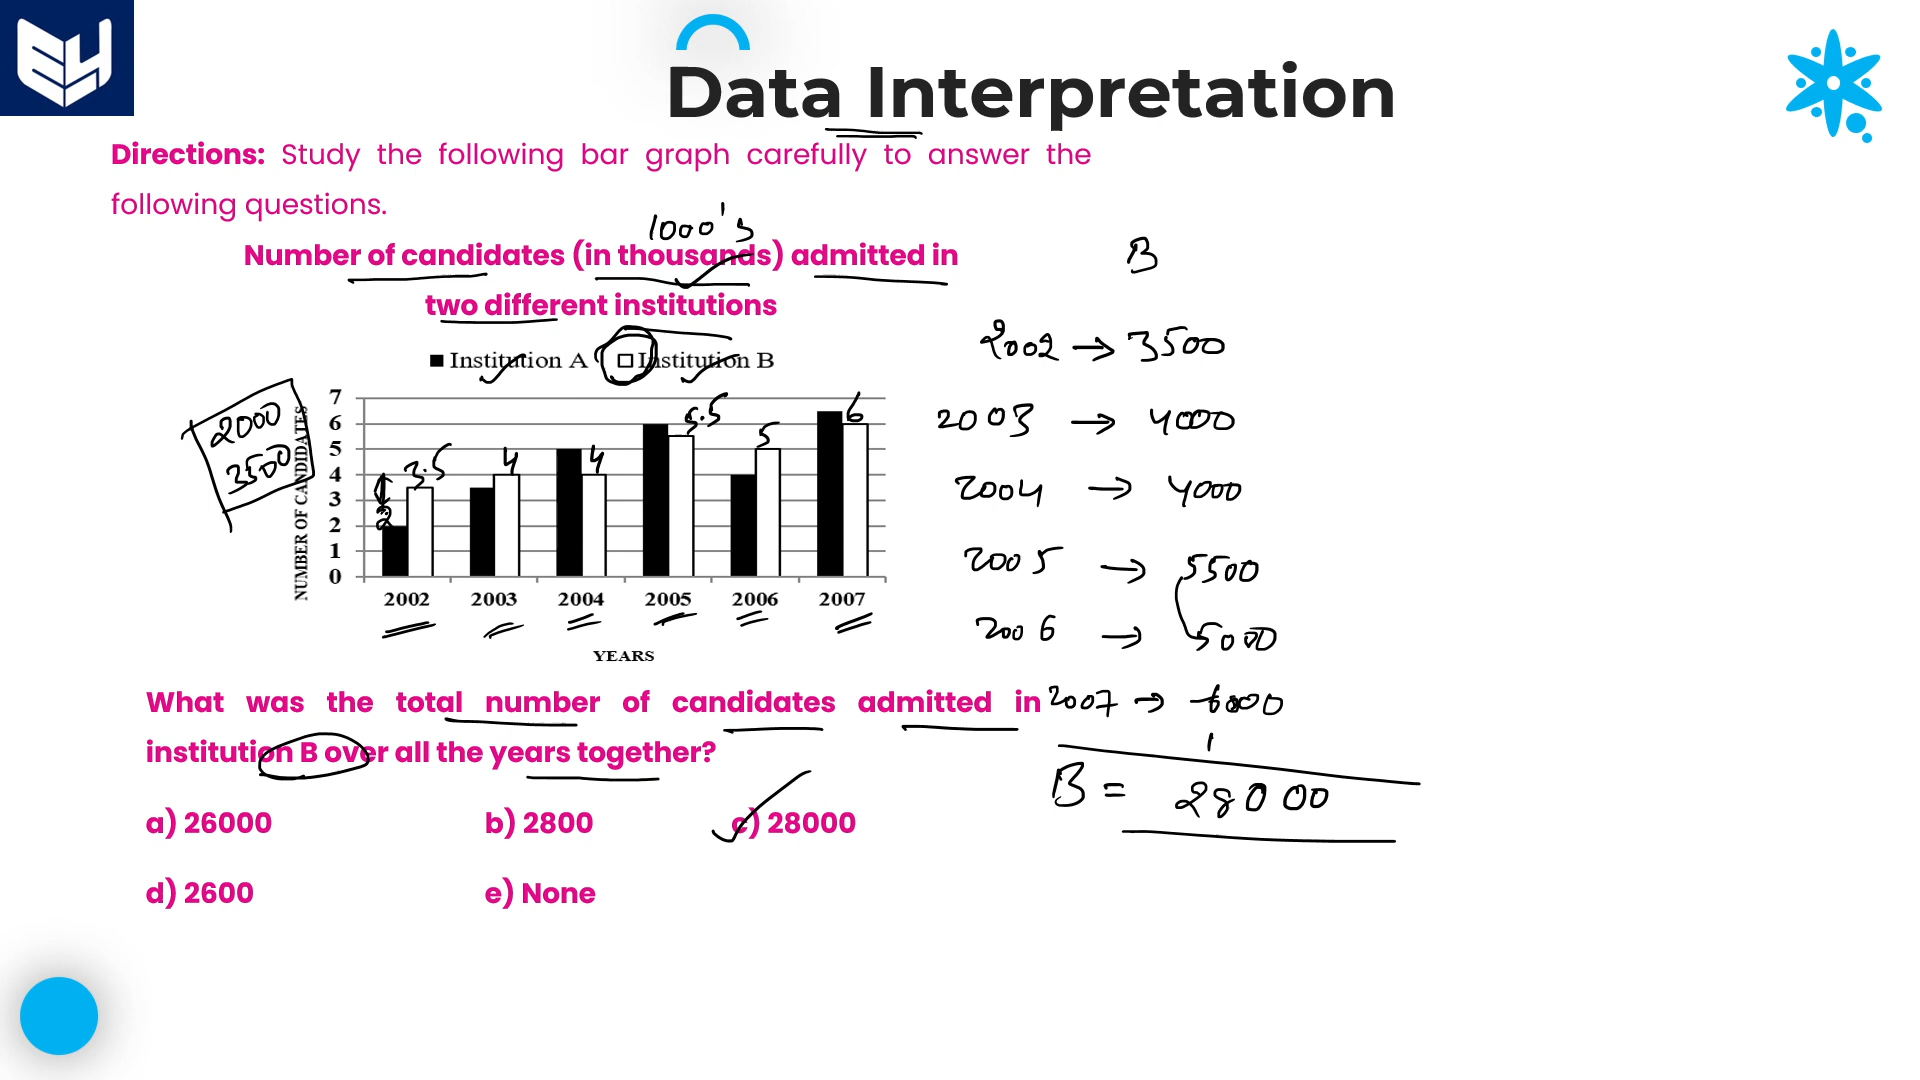 Data Interpretation
Directions: Study the following bar graph carefully to answer the
following questions.
1000's
Number of candidates (in thousands) admitted in
two different institutions
Institution A Institution B
2000
3500
NUMBER OF CANDIDATES
7
6
5
4
3
2
1
0
2
3.5
4
4
5.5
5
6
2002 2003 2004 2005 2006 2007
YEARS
What was the total number of candidates admitted in
institution B over all the years together?
a) 26000 b) 2800 c) 28000
d) 2600 e) None
B
2002 → 3500
2003 → 4000
2004 → 4000
2005 → 5500
2006 → 5000
2007 → 6000
B = 28000